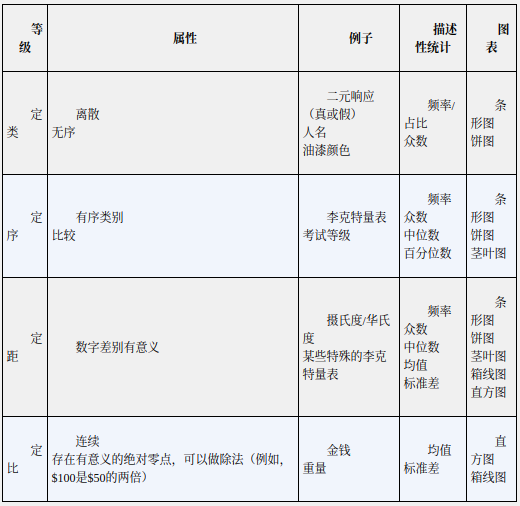 等级
属性
例子
描述性统计
图表
定类
离散
无序
二元响应
（真或假）
人名
油漆颜色
频率/
占比
众数
条形图
饼图
定序
有序类别
比较
李克特量表
考试等级
频率
众数
中位数
百分位数
条形图
饼图
茎叶图
定距
数字差别有意义
摄氏度/华氏
度
某些特殊的李克
特量表
频率
众数
中位数
均值
标准差
条形图
饼图
茎叶图
箱线图
直方图
定比
连续
存在有意义的绝对零点，可以做除法（例如，
$100是$50的两倍）
金钱
重量
均值
标准差
直方图
箱线图